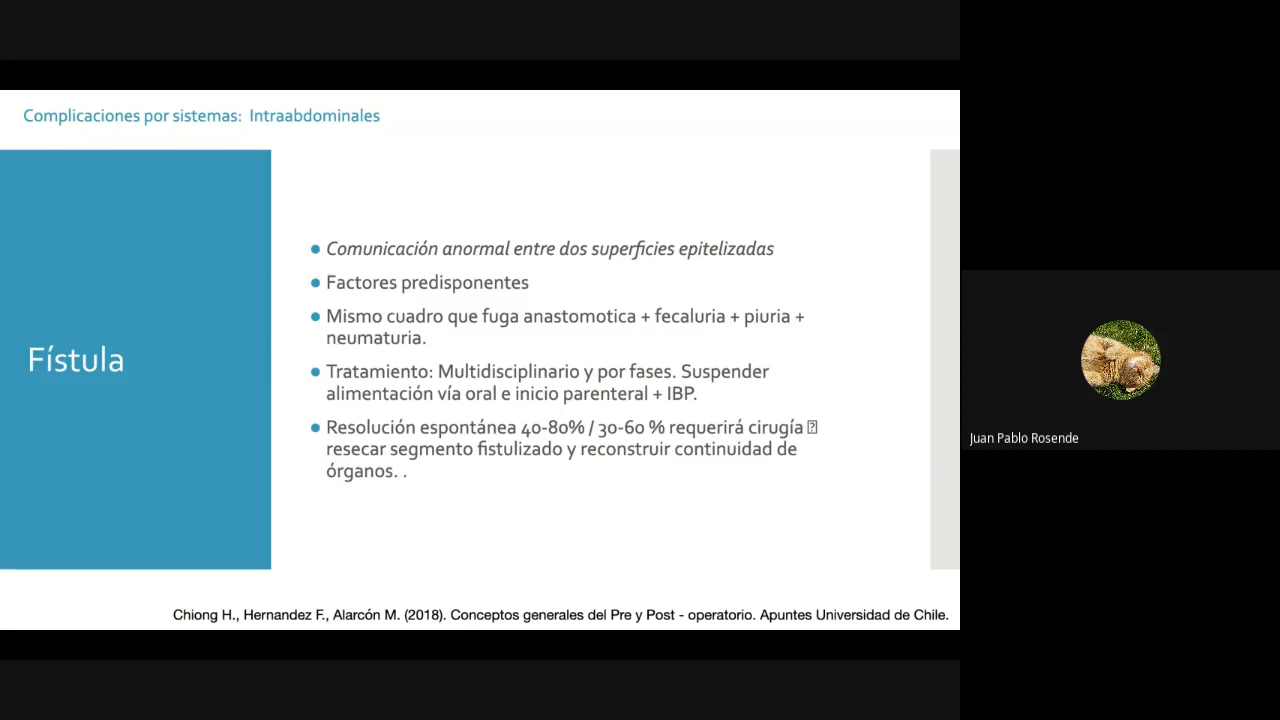 Complicaciones por sistemas: Intraabdominales
Fístula
Comunicación anormal entre dos superficies epitelizadas
Factores predisponentes
Mismo cuadro que fuga anastomotica + fecaluria + piuria +
neumaturia.
Tratamiento: Multidisciplinario y por fases. Suspender
alimentación vía oral e inicio parenteral + IBP.
Resolución espontánea 40-80% / 30-60 % requerirá cirugía
resecar segmento fistulizado y reconstruir continuidad de
órganos. .
Chiong H., Hernandez F., Alarcón M. (2018). Conceptos generales del Pre y Post - operatorio. Apuntes Universidad de Chile.
Juan Pablo Rosende